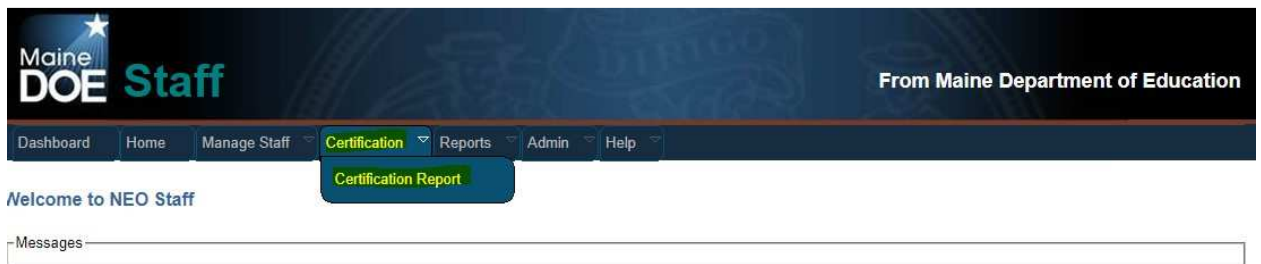 Maine
DOE Staff
From Maine Department of Education
DIRIGO
Dashboard Home Manage Staff Certification Reports Admin Help
Certification Report
Welcome to NEO Staff
Messages